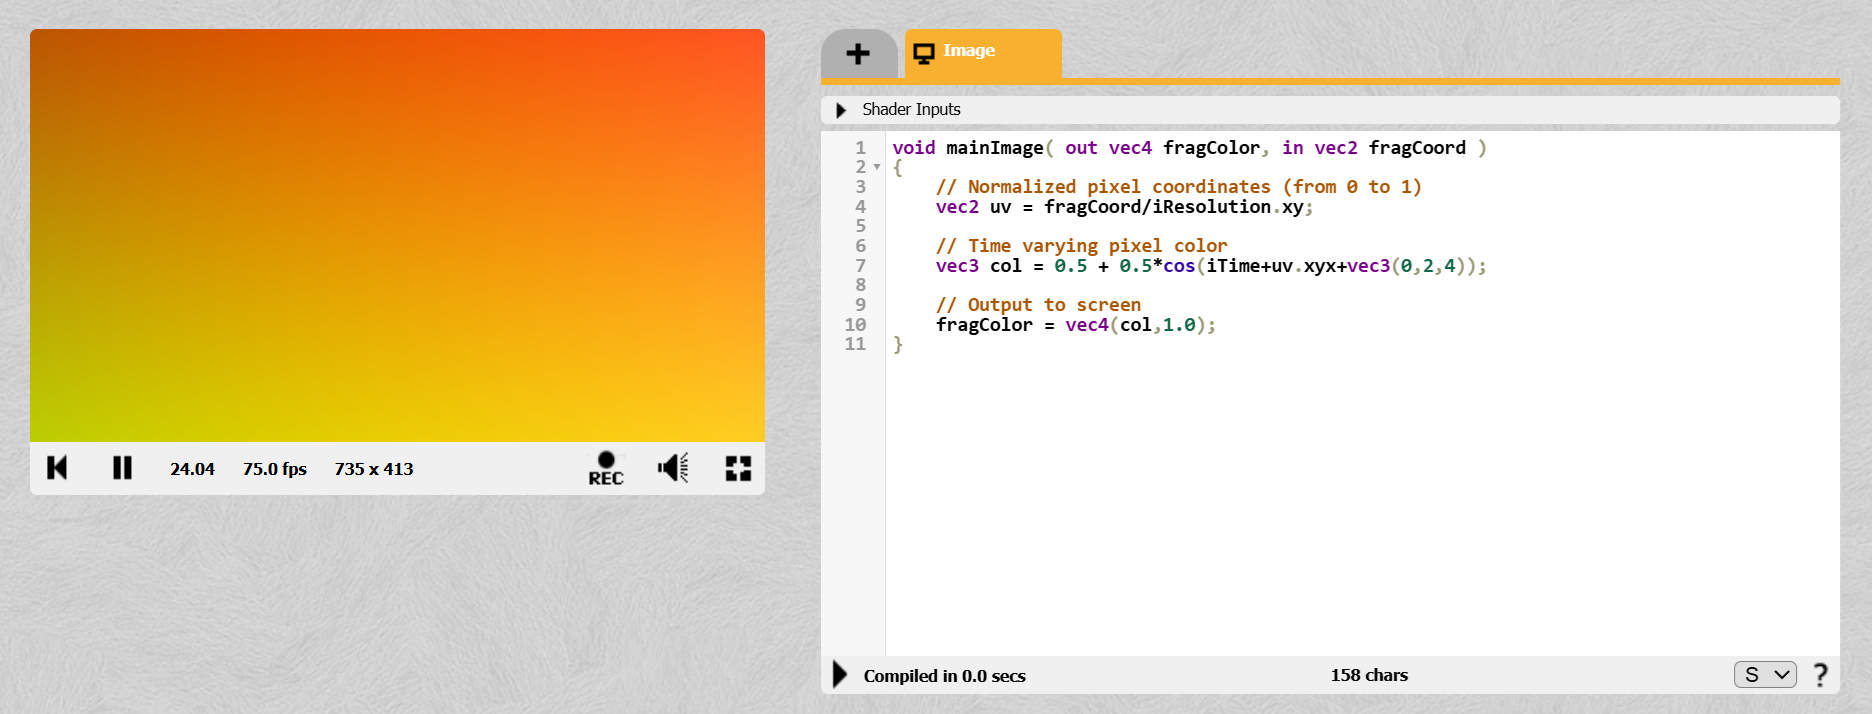 24.04 75.0 fps 735 x 413
REC
Image
Shader Inputs
1 void mainImage( out vec4 fragColor, in vec2 fragCoord )
2 {
3     // Normalized pixel coordinates (from 0 to 1)
4     vec2 uv = fragCoord/iResolution.xy;
5
6     // Time varying pixel color
7     vec3 col = 0.5 + 0.5*cos(iTime+uv.xyx+vec3(0,2,4));
8
9     // Output to screen
10     fragColor = vec4(col,1.0);
11 }
Compiled in 0.0 secs 158 chars S ?